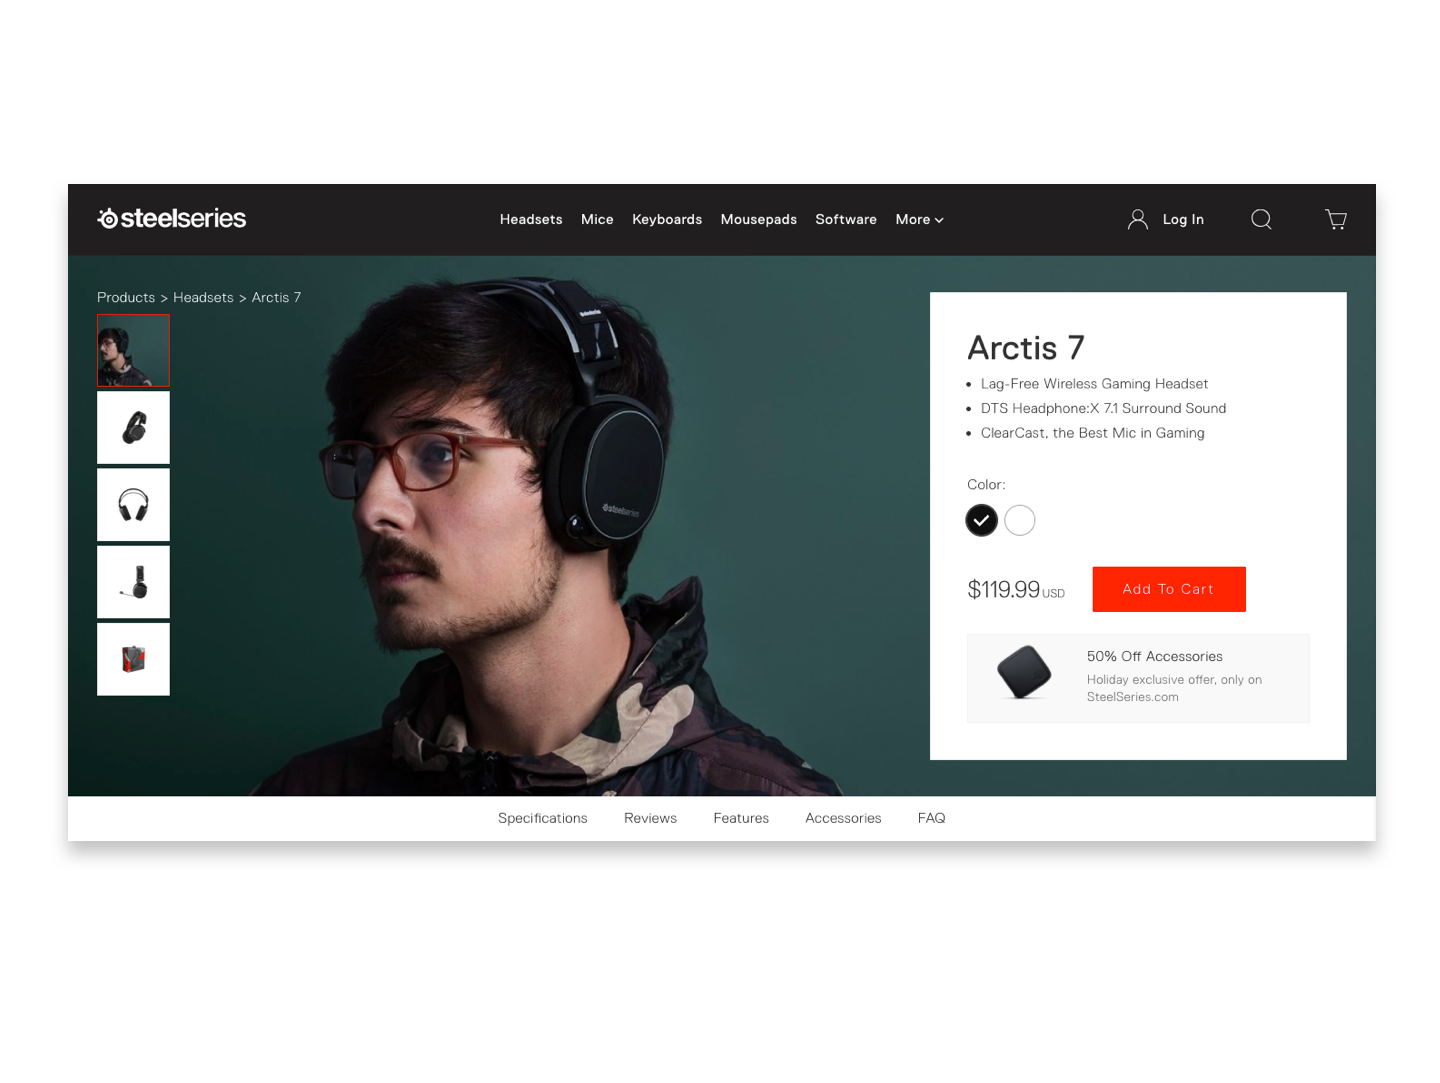 steelseries
Headsets Mice Keyboards Mousepads Software More
Log In
Products > Headsets > Arctis 7
steelseries
Arctis 7
Lag-Free Wireless Gaming Headset
DTS Headphone:X 7.1 Surround Sound
ClearCast, the Best Mic in Gaming
Color:
$119.99 USD
Add To Cart
50% Off Accessories
Holiday exclusive offer, only on
SteelSeries.com
Specifications Reviews Features Accessories FAQ